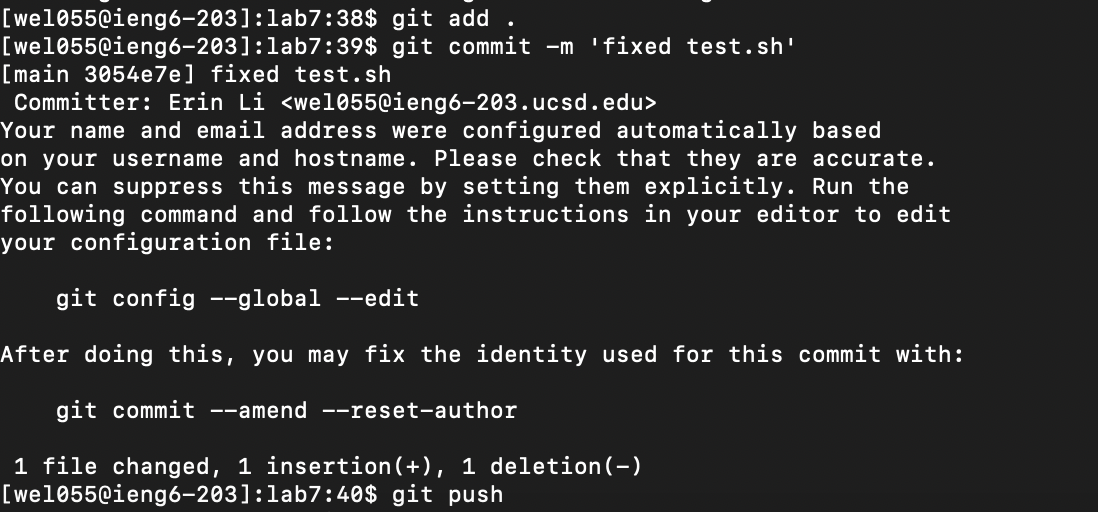 [wel055@ieng6-203]:lab7:38$ git add .
[wel055@ieng6-203]:lab7:39$ git commit -m 'fixed test.sh'
[main 3054e7e] fixed test.sh
 Committer: Erin Li <wel055@ieng6-203.ucsd.edu>
Your name and email address were configured automatically based
on your username and hostname. Please check that they are accurate.
You can suppress this message by setting them explicitly. Run the
following command and follow the instructions in your editor to edit
your configuration file:

    git config --global --edit

After doing this, you may fix the identity used for this commit with:

    git commit --amend --reset-author

 1 file changed, 1 insertion(+), 1 deletion(-)
[wel055@ieng6-203]:lab7:40$ git push